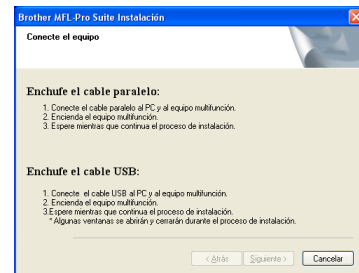 Brother MFL-Pro Suite Instalación
Conecte el equipo
Enchufe el cable paralelo:
1. Conecte el cable paralelo al PC y al equipo multifunción.
2. Encienda el equipo multifunción.
3. Espere mientras que continua el proceso de instalación.
Enchufe el cable USB:
1. Conecte el cable USB al PC y al equipo multifunción.
2. Encienda el equipo multifunción.
3.Espere mientras que continua el proceso de instalación.
* Algunas ventanas se abrirán y cerrarán durante el proceso de instalación.
< Atrás Siguiente > Cancelar